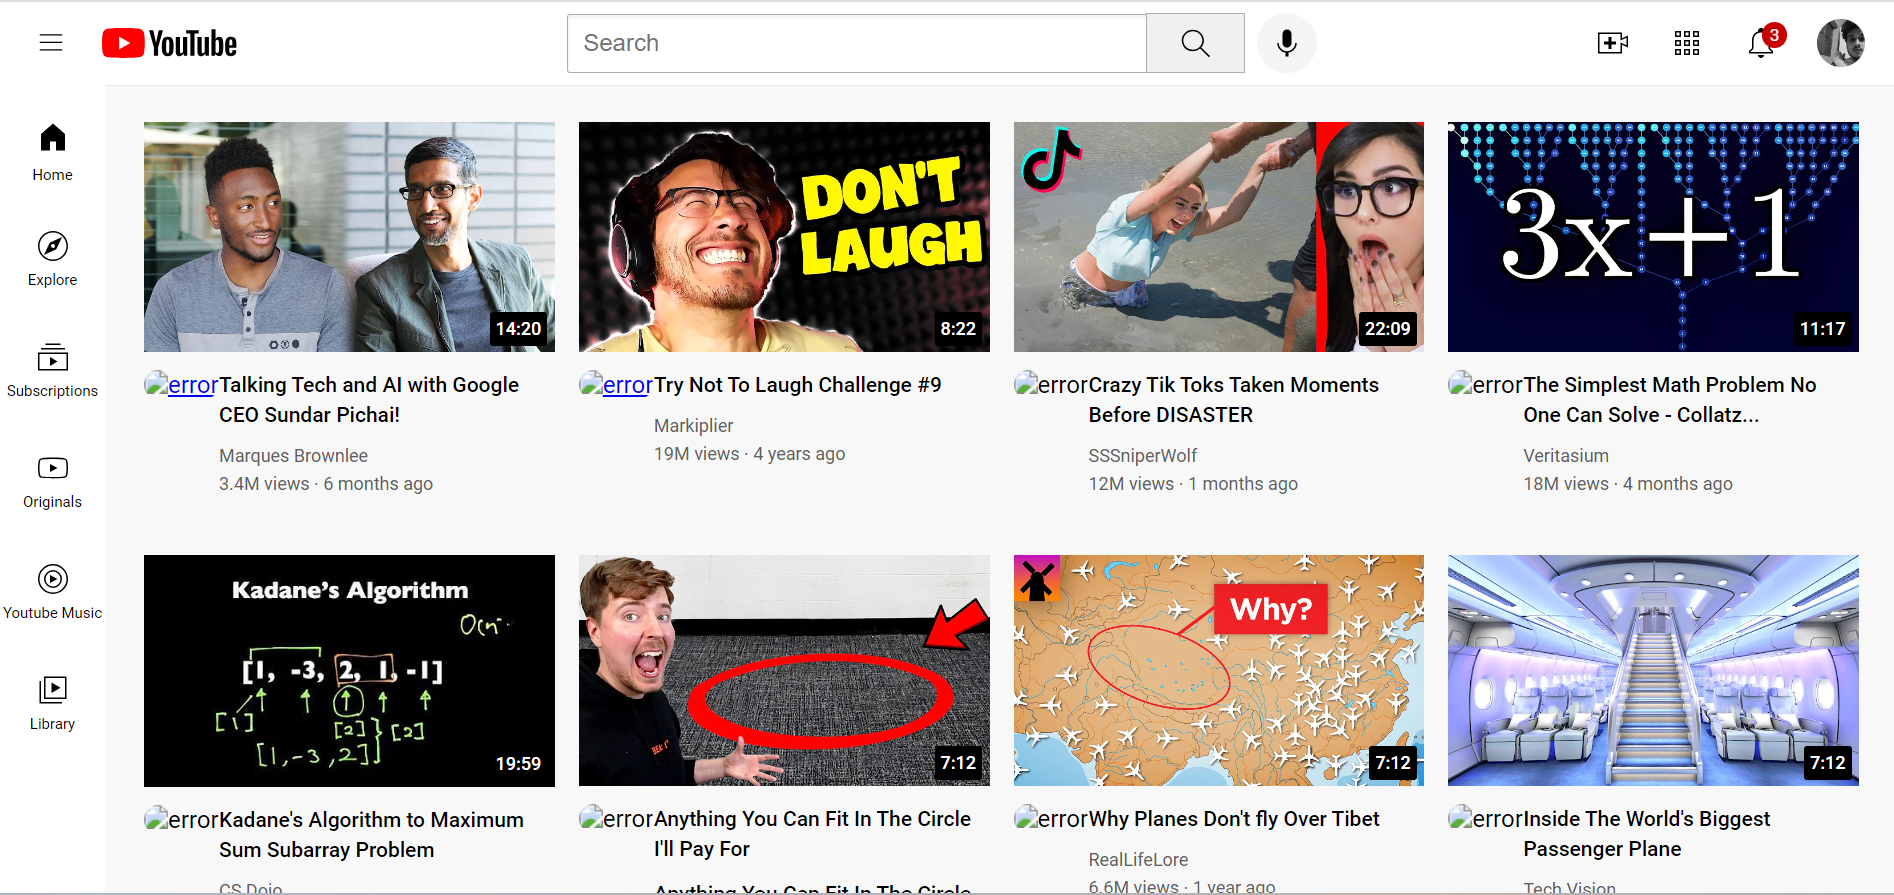 YouTube
Search
3
Home
Explore
Subscriptions
Originals
Youtube Music
Library
14:20
DON'T
LAUGH
8:22
22:09
3x+1
11:17
errorTalking Tech and AI with Google
CEO Sundar Pichai!
Marques Brownlee
3.4M views · 6 months ago
errorTry Not To Laugh Challenge #9
Markiplier
19M views · 4 years ago
errorCrazy Tik Toks Taken Moments
Before DISASTER
SSSniperWolf
12M views · 1 months ago
errorThe Simplest Math Problem No
One Can Solve - Collatz...
Veritasium
18M views · 4 months ago
Kadane's Algorithm
[1, -3, 2, 1, -1]
[1]
[2]
[2]
[1,-3,2]
19:59
7:12
Why?
7:12
7:12
errorKadane's Algorithm to Maximum
Sum Subarray Problem
CS Dojo
errorAnything You Can Fit In The Circle
I'll Pay For
Anything You Can Fit In The Circle
errorWhy Planes Don't fly Over Tibet
RealLifeLore
6.6M views · 1 year ago
errorInside The World's Biggest
Passenger Plane
Tech Vision